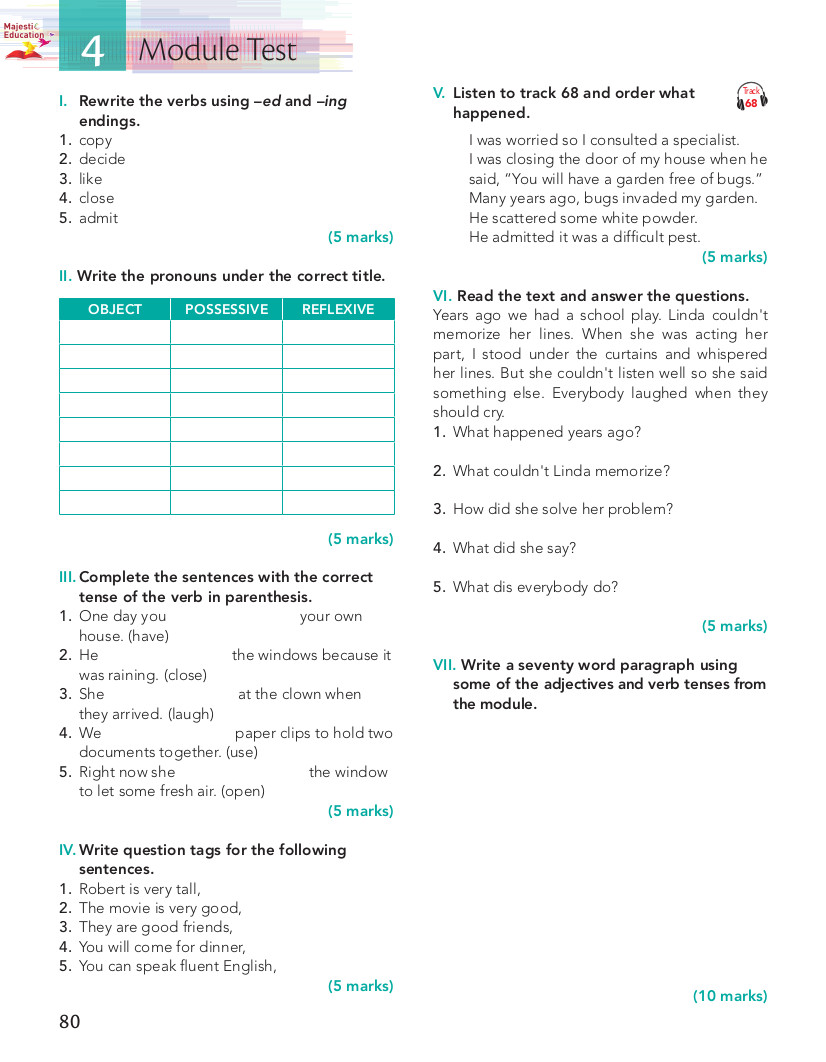 Majestic
Education
4 Module Test
I. Rewrite the verbs using –ed and –ing
endings.
1. copy
2. decide
3. like
4. close
5. admit
(5 marks)
II. Write the pronouns under the correct title.
OBJECT POSSESSIVE REFLEXIVE
(5 marks)
III. Complete the sentences with the correct
tense of the verb in parenthesis.
1. One day you your own
house. (have)
2. He the windows because it
was raining. (close)
3. She at the clown when
they arrived. (laugh)
4. We paper clips to hold two
documents together. (use)
5. Right now she the window
to let some fresh air. (open)
(5 marks)
IV. Write question tags for the following
sentences.
1. Robert is very tall,
2. The movie is very good,
3. They are good friends,
4. You will come for dinner,
5. You can speak fluent English,
(5 marks)
80
V. Listen to track 68 and order what
happened.
Track
68
I was worried so I consulted a specialist.
I was closing the door of my house when he
said, “You will have a garden free of bugs.”
Many years ago, bugs invaded my garden.
He scattered some white powder.
He admitted it was a difficult pest.
(5 marks)
VI. Read the text and answer the questions.
Years ago we had a school play. Linda couldn't
memorize her lines. When she was acting her
part, I stood under the curtains and whispered
her lines. But she couldn't listen well so she said
something else. Everybody laughed when they
should cry.
1. What happened years ago?
2. What couldn't Linda memorize?
3. How did she solve her problem?
4. What did she say?
5. What dis everybody do?
(5 marks)
VII. Write a seventy word paragraph using
some of the adjectives and verb tenses from
the module.
(10 marks)